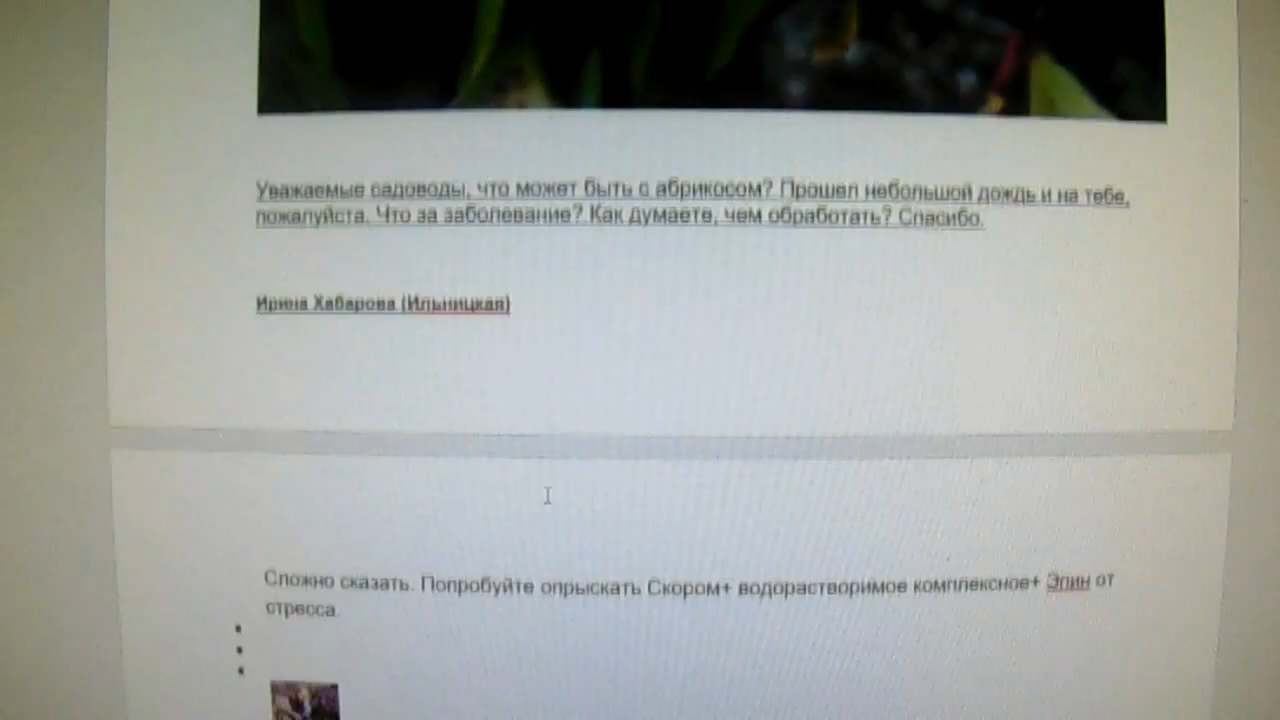 Уважаемые садоводы, что может быть с абрикосом? Прошел небольшой дождь и на тебе,
пожалуйста. Что за заболевание? Как думаете, чем обработать? Спасибо.
Ирина Хабарова (Ильницкая)
Сложно сказать. Попробуйте опрыскать Скором+ водорастворимое комплексное+ Эпин от
стресса.